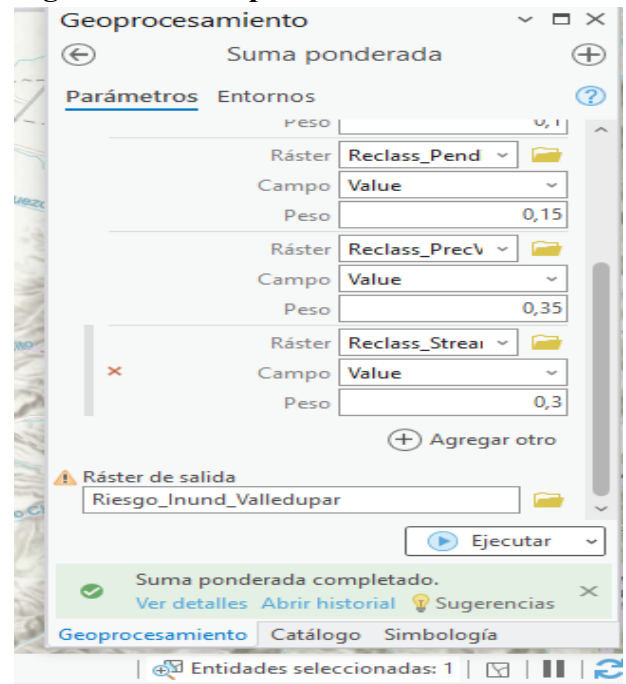 Geoprocesamiento
Suma ponderada
Parámetros Entornos
Peso 0,1
Ráster Reclass_Pend
Campo Value
Peso 0,15
Ráster Reclass_PrecV
Campo Value
Peso 0,35
Ráster Reclass_Strear
Campo Value
Peso 0,3
Agregar otro
Ráster de salida
Riesgo_Inund_Valledupar
Ejecutar
Suma ponderada completado.
Ver detalles Abrir historial Sugerencias
Geoprocesamiento Catálogo Simbología
Entidades seleccionadas: 1